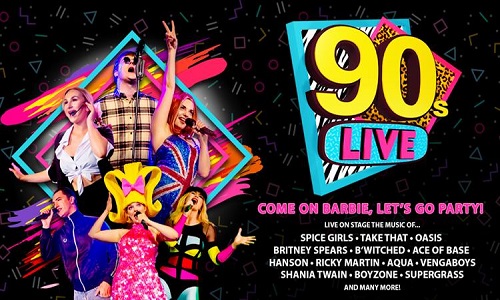 90s
LIVE
COME ON BARBIE, LET'S GO PARTY!
LIVE ON STAGE THE MUSIC OF...
SPICE GIRLS • TAKE THAT • OASIS
BRITNEY SPEARS • B'WITCHED • ACE OF BASE
HANSON • RICKY MARTIN • AQUA • VENGABOYS
SHANIA TWAIN • BOYZONE • SUPERGRASS
AND MANY MORE!